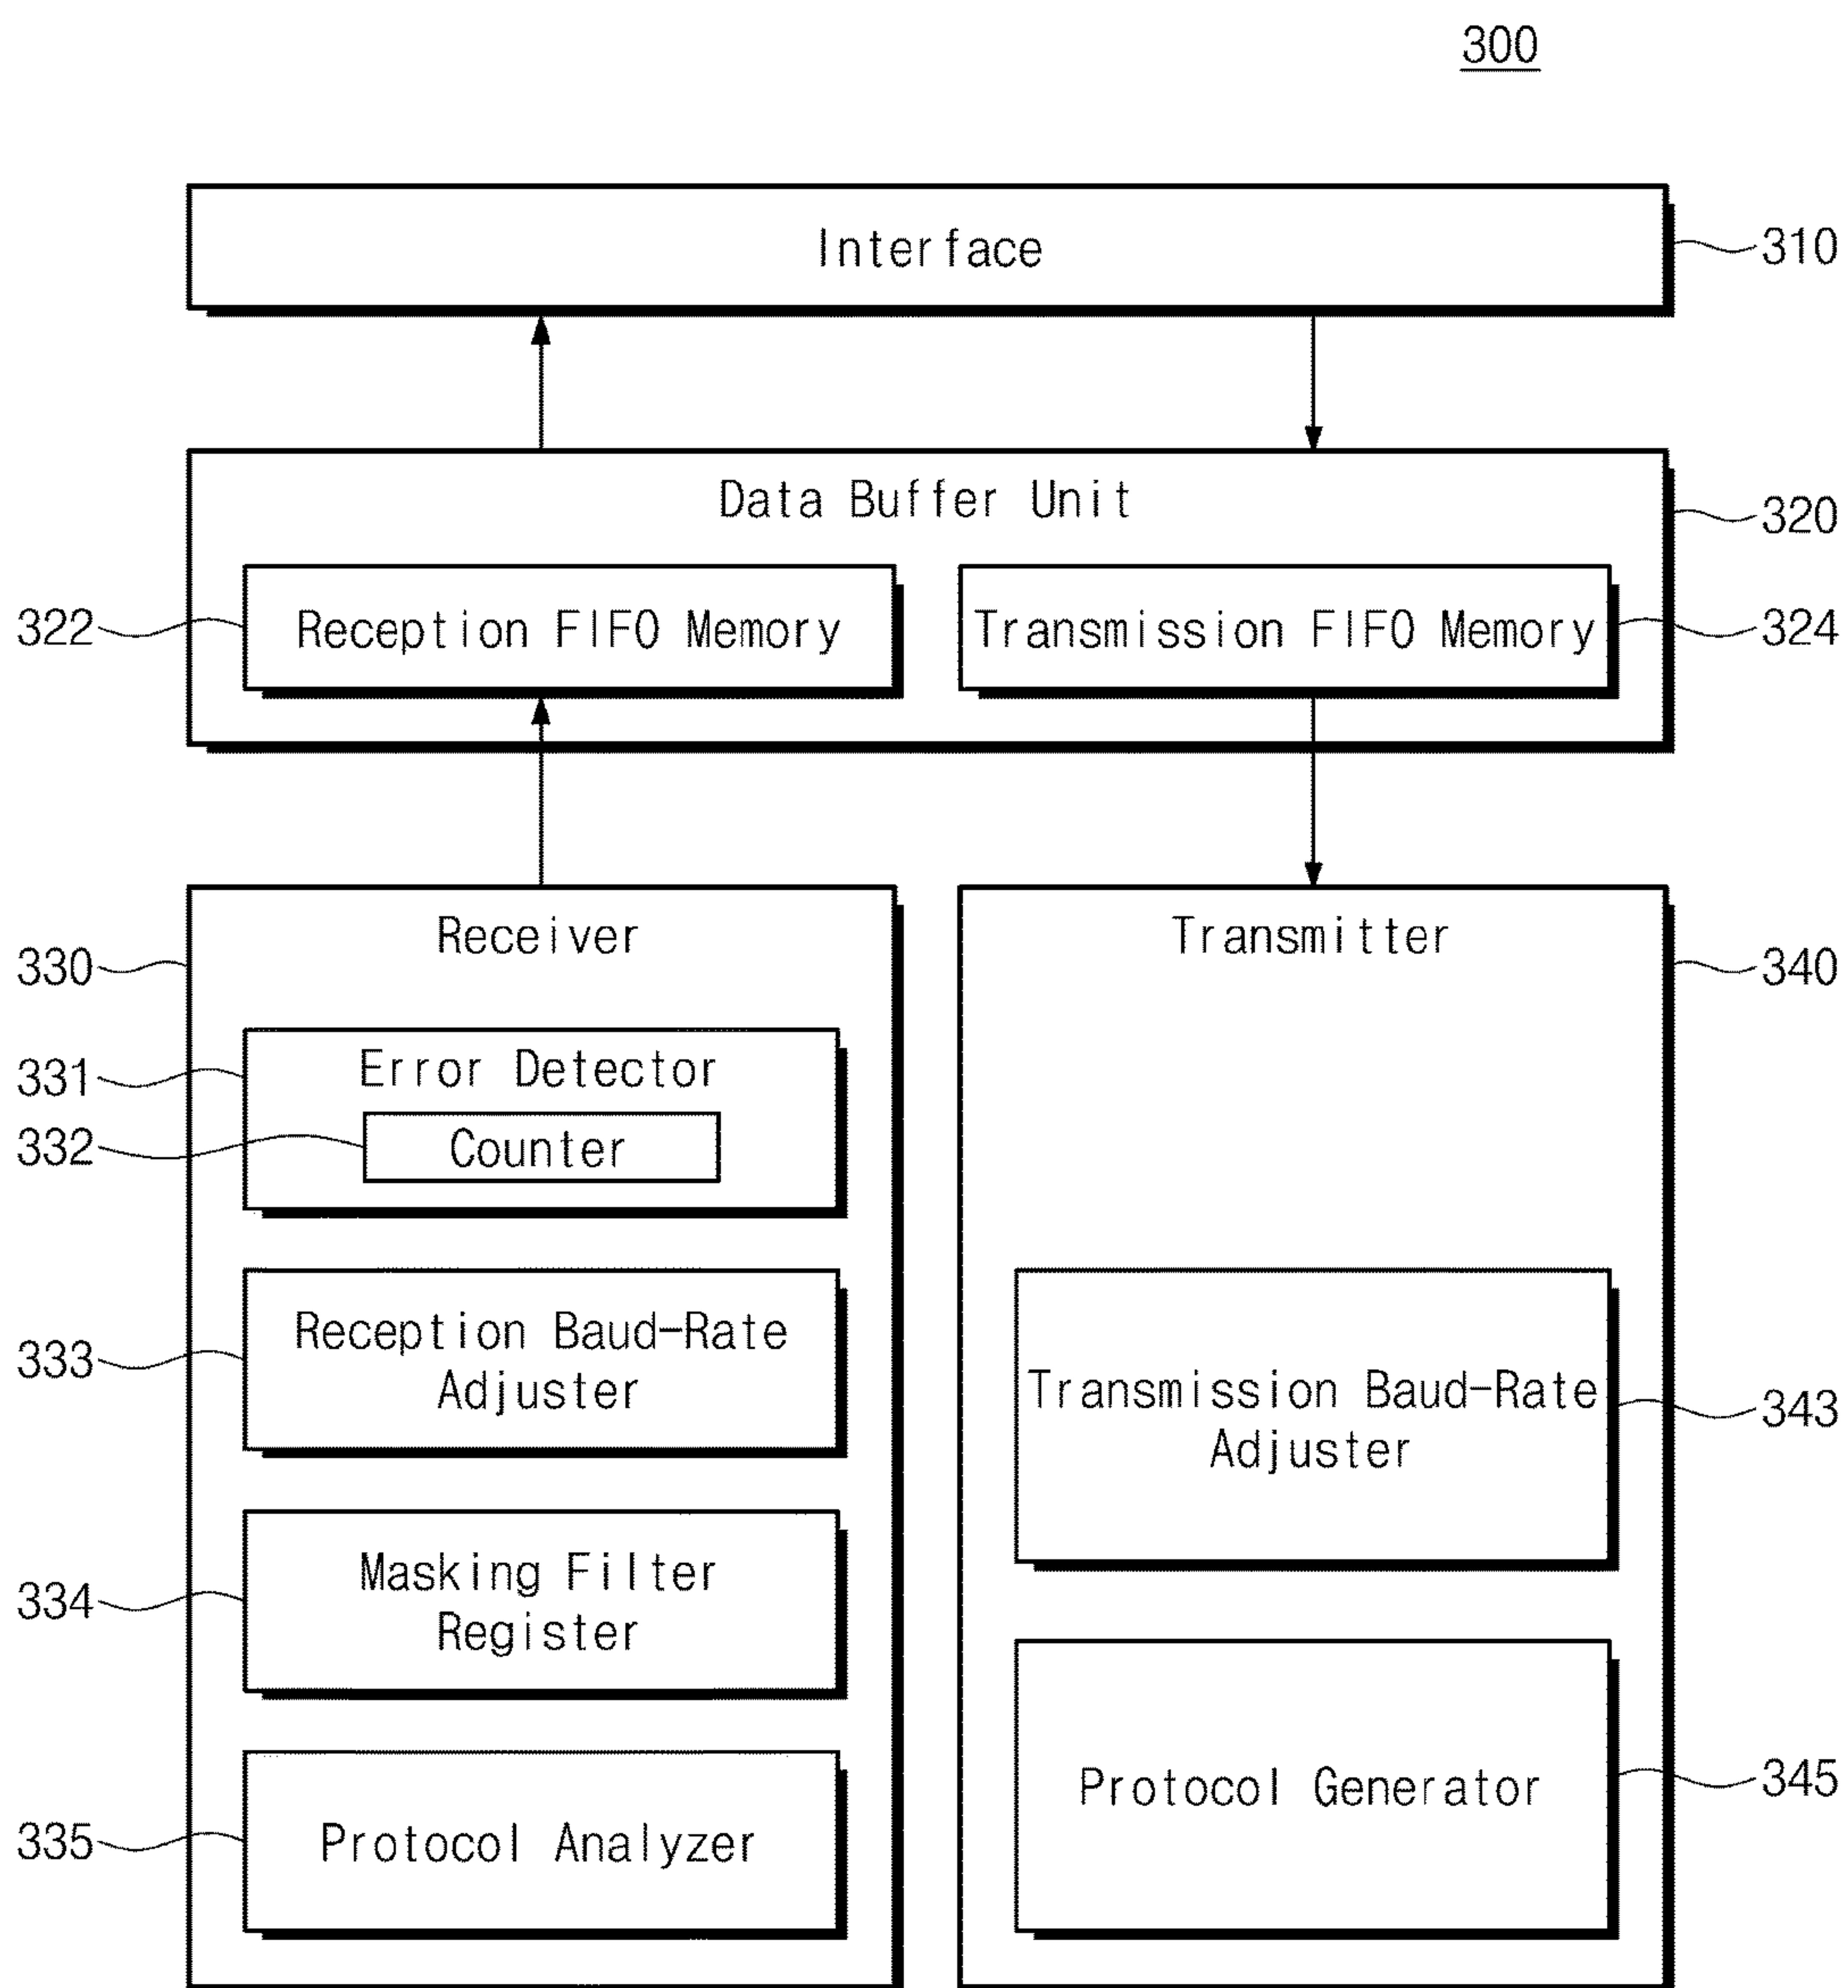 300
Interface
310
Data Buffer Unit
320
322
Reception FIFO Memory
Transmission FIFO Memory
324
Receiver
Transmitter
330
340
331
Error Detector
332
Counter
333
Reception Baud-Rate
Adjuster
Transmission Baud-Rate
Adjuster
343
334
Masking Filter
Register
335
Protocol Analyzer
Protocol Generator
345